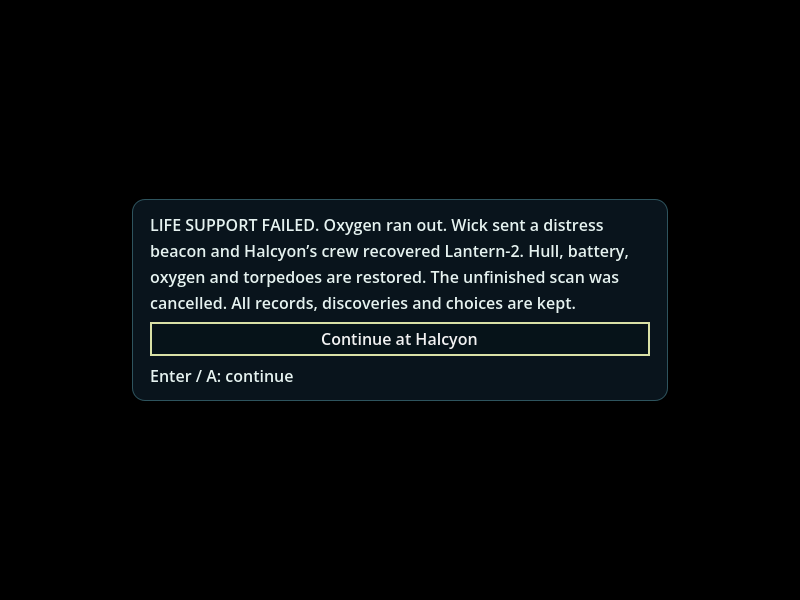 LIFE SUPPORT FAILED. Oxygen ran out. Wick sent a distress
beacon and Halcyon’s crew recovered Lantern-2. Hull, battery,
oxygen and torpedoes are restored. The unfinished scan was
cancelled. All records, discoveries and choices are kept.
Continue at Halcyon
Enter / A: continue